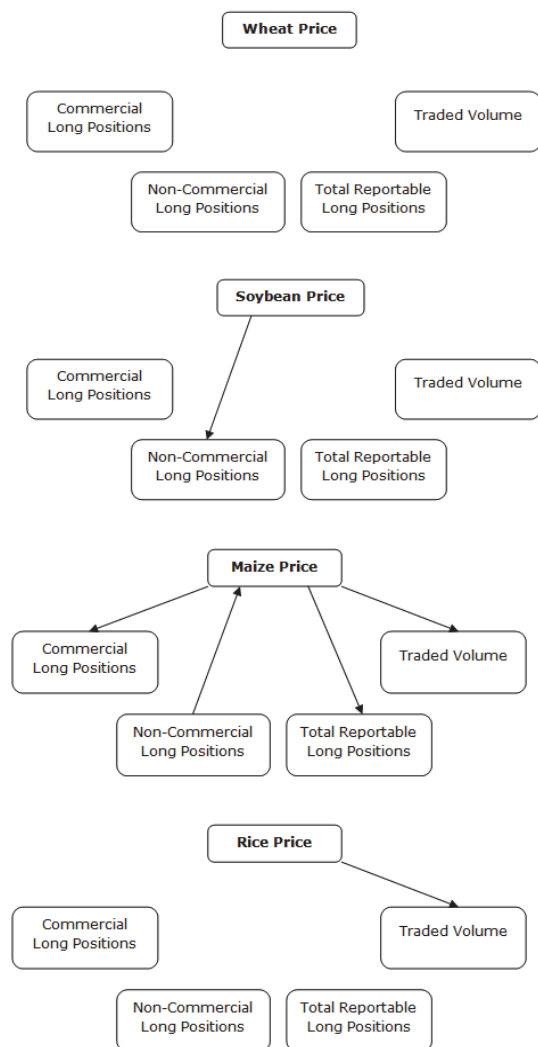 Wheat Price
Commercial
Long Positions
Traded Volume
Non-Commercial
Long Positions
Total Reportable
Long Positions
Soybean Price
Commercial
Long Positions
Traded Volume
Non-Commercial
Long Positions
Total Reportable
Long Positions
Maize Price
Commercial
Long Positions
Traded Volume
Non-Commercial
Long Positions
Total Reportable
Long Positions
Rice Price
Commercial
Long Positions
Traded Volume
Non-Commercial
Long Positions
Total Reportable
Long Positions